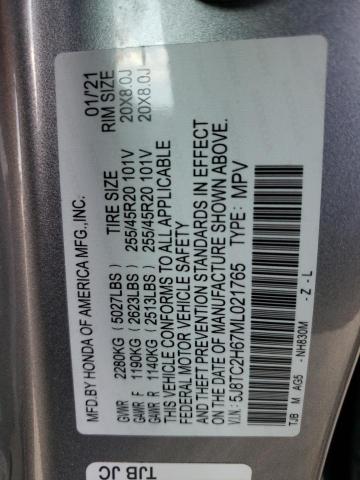 MFD.BY HONDA OF AMERICA MFG.,INC. 01/'21
TIRE SIZE RIM SIZE
GVWR 2280KG (5027LBS)
GAWR F 1190KG (2623LBS) 255/45R20 101V 20X8.0J
GAWR R 1140KG (2513LBS) 255/45R20 101V 20X8.0J
THIS VEHICLE CONFORMS TO ALL APPLICABLE
FEDERAL MOTOR VEHICLE SAFETY
AND THEFT PREVENTION STANDARDS IN EFFECT
ON THE DATE OF MANUFACTURE SHOWN ABOVE.
V.I.N.: 5J8TC2H67ML021765 MPV
TJB M AG5 -NH830M -Z-L
TJB JC